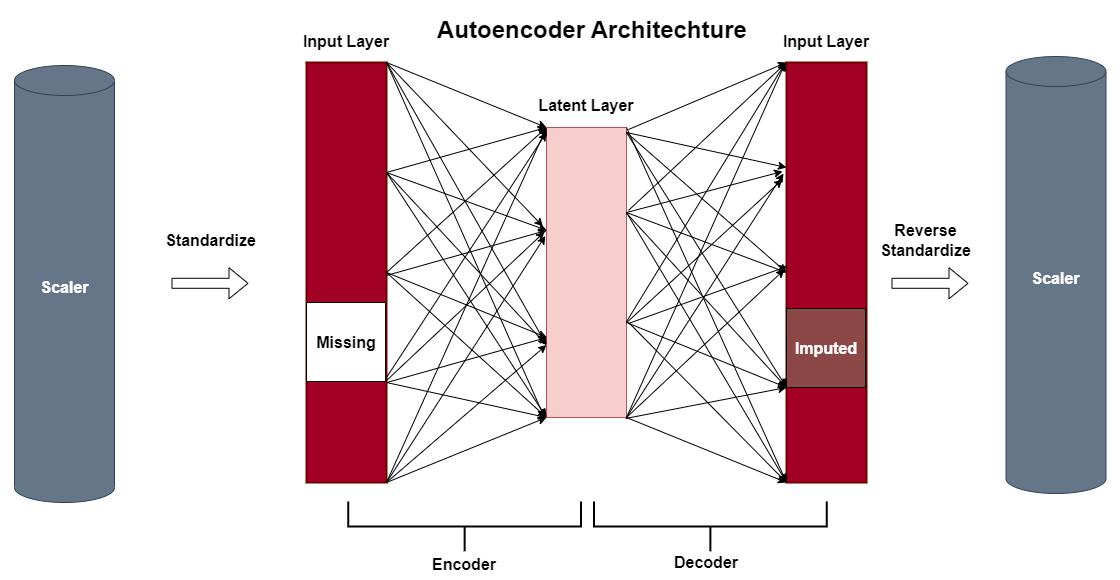 Autoencoder Architechture
Input Layer
Input Layer
Latent Layer
Standardize
Reverse
Standardize
Scaler
Scaler
Missing
Imputed
Encoder
Decoder